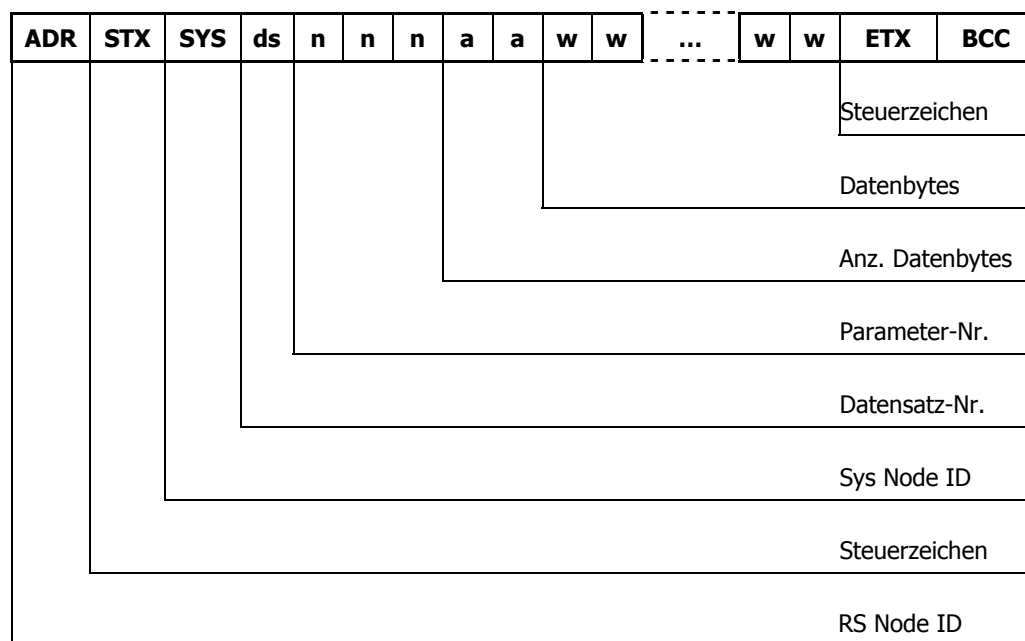 ADR STX SYS ds n n n a a w w ... w w ETX BCC
Steuerzeichen
Datenbytes
Anz. Datenbytes
Parameter-Nr.
Datensatz-Nr.
Sys Node ID
Steuerzeichen
RS Node ID